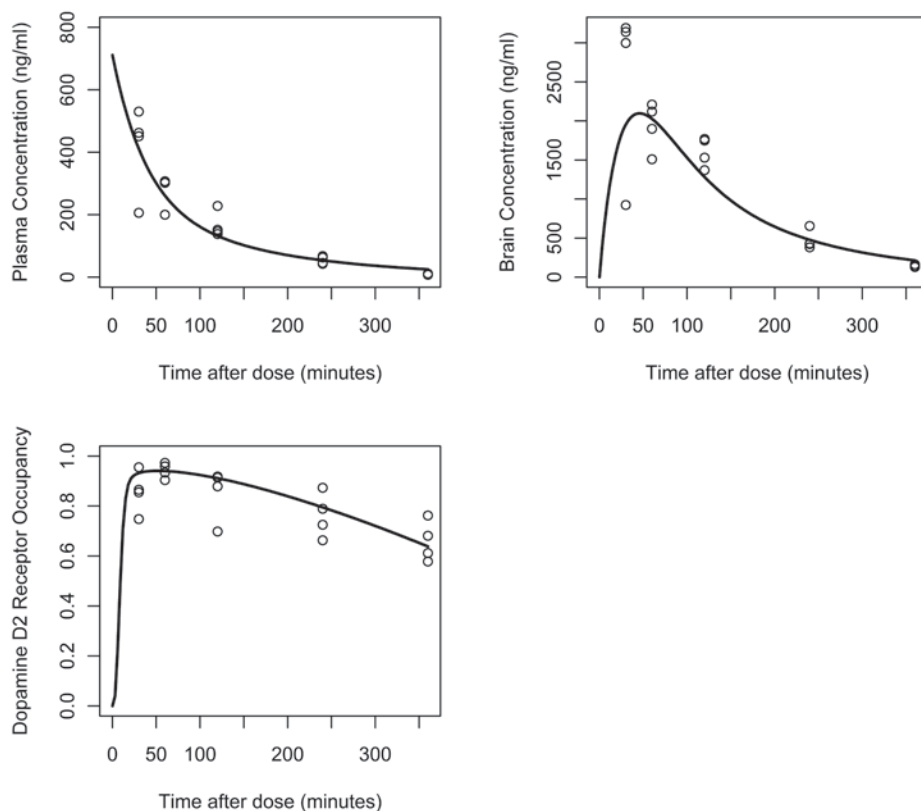 Plasma Concentration (ng/ml)
800
600
400
200
0
0 50 100 200 300
Time after dose (minutes)
Brain Concentration (ng/ml)
2500
1500
500
0
0 50 100 200 300
Time after dose (minutes)
Dopamine D2 Receptor Occupancy
1.0
0.8
0.6
0.4
0.2
0.0
0 50 100 200 300
Time after dose (minutes)